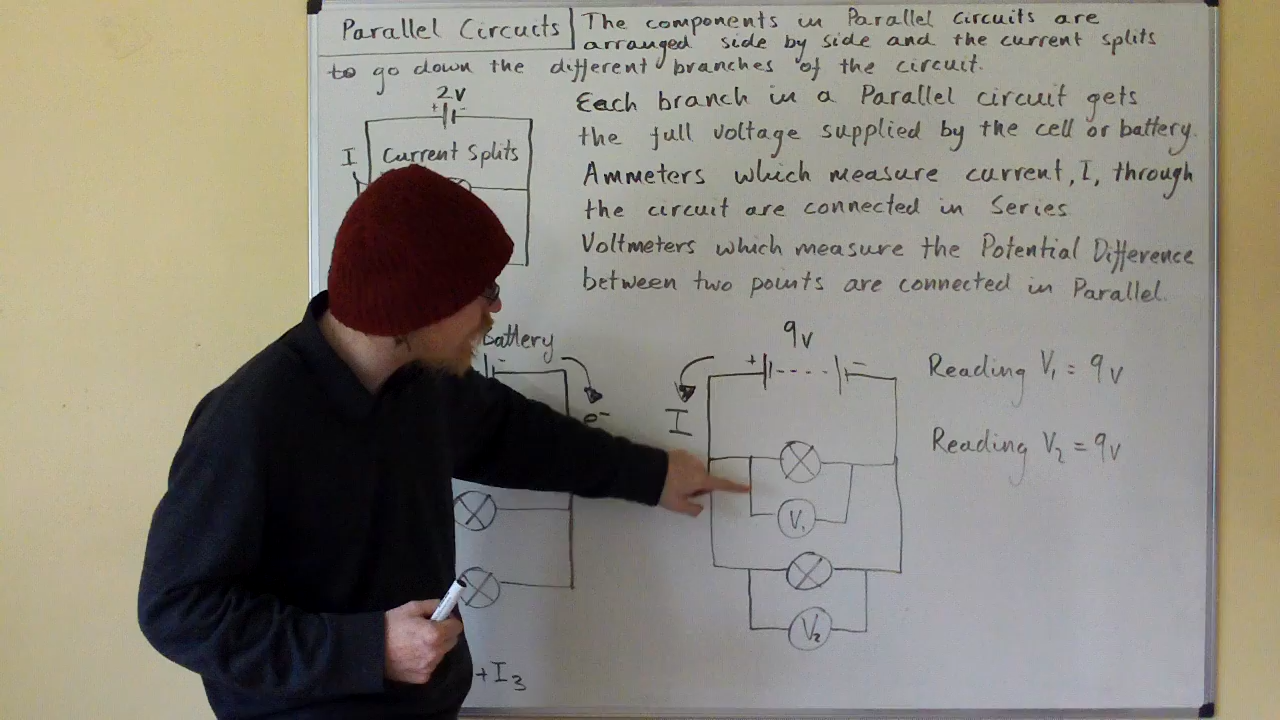 Parallel Circuits
The components in Parallel circuits are
arranged side by side and the current splits
to go down the different branches of the circuit.
2v
+ -
I
Current Splits
Each branch in a Parallel circuit gets
the full voltage supplied by the cell or battery.
Ammeters which measure current, I, through
the circuit are connected in Series
Voltmeters which measure the Potential Difference
between two points are connected in Parallel.
battery
-
e-
+I3
9v
+ -
I
V1
V2
Reading V1 = 9v
Reading V2 = 9v